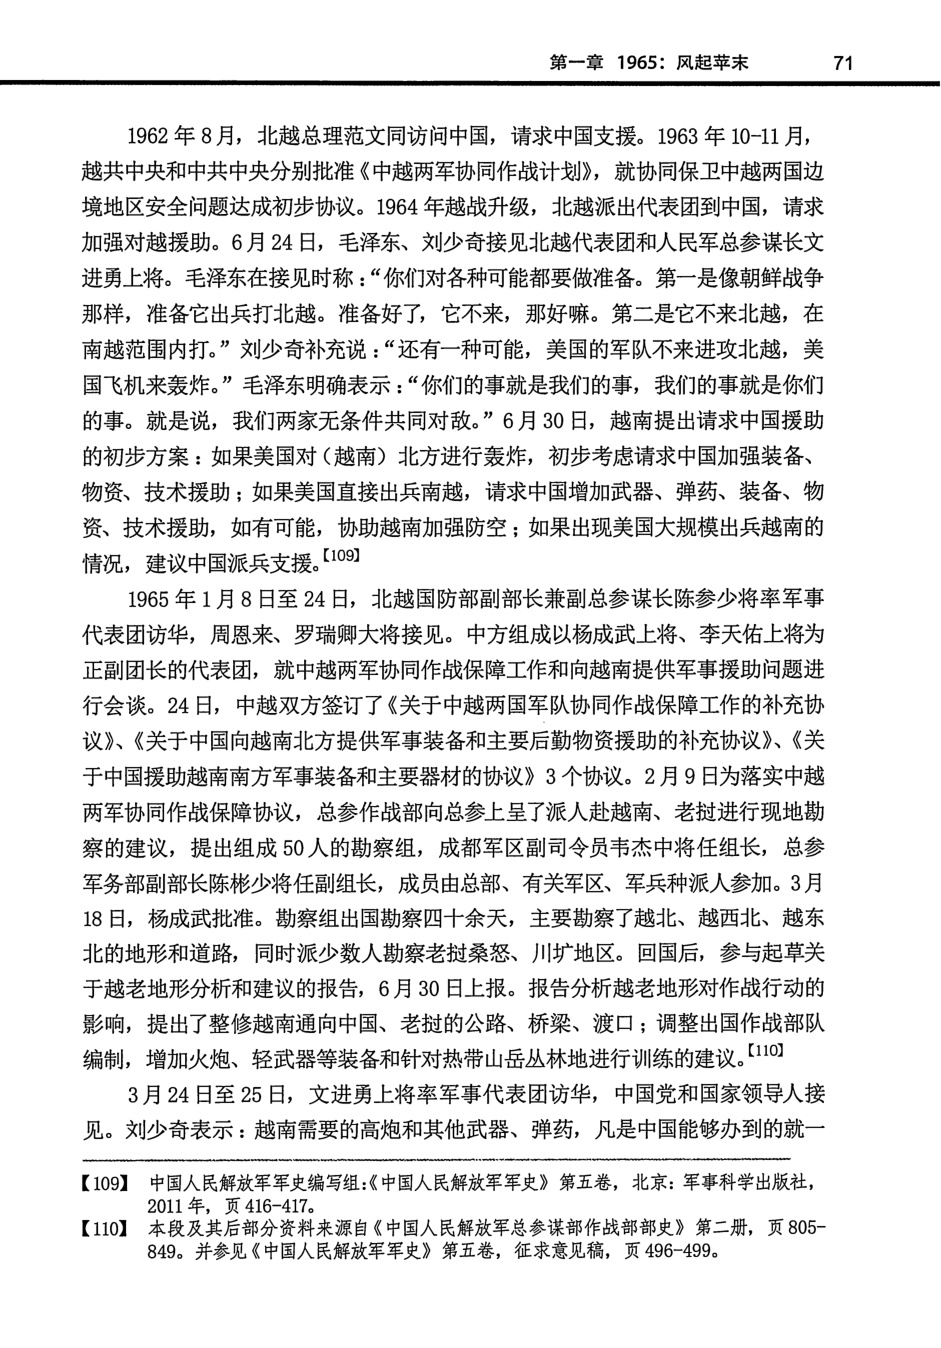 第一章 1965：风起苹末 71
1962 年 8 月，北越总理范文同访问中国，请求中国支援。1963 年 10-11 月，
越共中央和中共中央分别批准《中越两军协同作战计划》，就协同保卫中越两国边
境地区安全问题达成初步协议。1964 年越战升级，北越派出代表团到中国，请求
加强对越援助。6 月 24 日，毛泽东、刘少奇接见北越代表团和人民军总参谋长文
进勇上将。毛泽东在接见时称：“你们对各种可能都要做准备。第一是像朝鲜战争
那样，准备它出兵打北越。准备好了，它不来，那好嘛。第二是它不来北越，在
南越范围内打。”刘少奇补充说：“还有一种可能，美国的军队不来进攻北越，美
国飞机来轰炸。”毛泽东明确表示：“你们的事就是我们的事，我们的事就是你们
的事。就是说，我们两家无条件共同对敌。”6 月 30 日，越南提出请求中国援助
的初步方案：如果美国对（越南）北方进行轰炸，初步考虑请求中国加强装备、
物资、技术援助；如果美国直接出兵南越，请求中国增加武器、弹药、装备、物
资、技术援助，如有可能，协助越南加强防空；如果出现美国大规模出兵越南的
情况，建议中国派兵支援。【109】
1965 年 1 月 8 日至 24 日，北越国防部副部长兼副总参谋长陈参少将率军事
代表团访华，周恩来、罗瑞卿大将接见。中方组成以杨成武上将、李天佑上将为
正副团长的代表团，就中越两军协同作战保障工作和向越南提供军事援助问题进
行会谈。24 日，中越双方签订了《关于中越两国军队协同作战保障工作的补充协
议》、《关于中国向越南北方提供军事装备和主要后勤物资援助的补充协议》、《关
于中国援助越南南方军事装备和主要器材的协议》3 个协议。2 月 9 日为落实中越
两军协同作战保障协议，总参作战部向总参上呈了派人赴越南、老挝进行现地勘
察的建议，提出组成 50 人的勘察组，成都军区副司令员韦杰中将任组长，总参
军务部副部长陈彬少将任副组长，成员由总部、有关军区、军兵种派人参加。3 月
18 日，杨成武批准。勘察组出国勘察四十余天，主要勘察了越北、越西北、越东
北的地形和道路，同时派少数人勘察老挝桑怒、川圹地区。回国后，参与起草关
于越老地形分析和建议的报告，6 月 30 日上报。报告分析越老地形对作战行动的
影响，提出了整修越南通向中国、老挝的公路、桥梁、渡口；调整出国作战部队
编制，增加火炮、轻武器等装备和针对热带山岳丛林地进行训练的建议。【110】
3 月 24 日至 25 日，文进勇上将率军事代表团访华，中国党和国家领导人接
见。刘少奇表示：越南需要的高炮和其他武器、弹药，凡是中国能够办到的就一
【109】 中国人民解放军军史编写组：《中国人民解放军军史》第五卷，北京：军事科学出版社，
2011 年，页 416-417。
【110】 本段及其后部分资料来源自《中国人民解放军总参谋部作战部部史》第二册，页 805-
849。并参见《中国人民解放军军史》第五卷，征求意见稿，页 496-499。